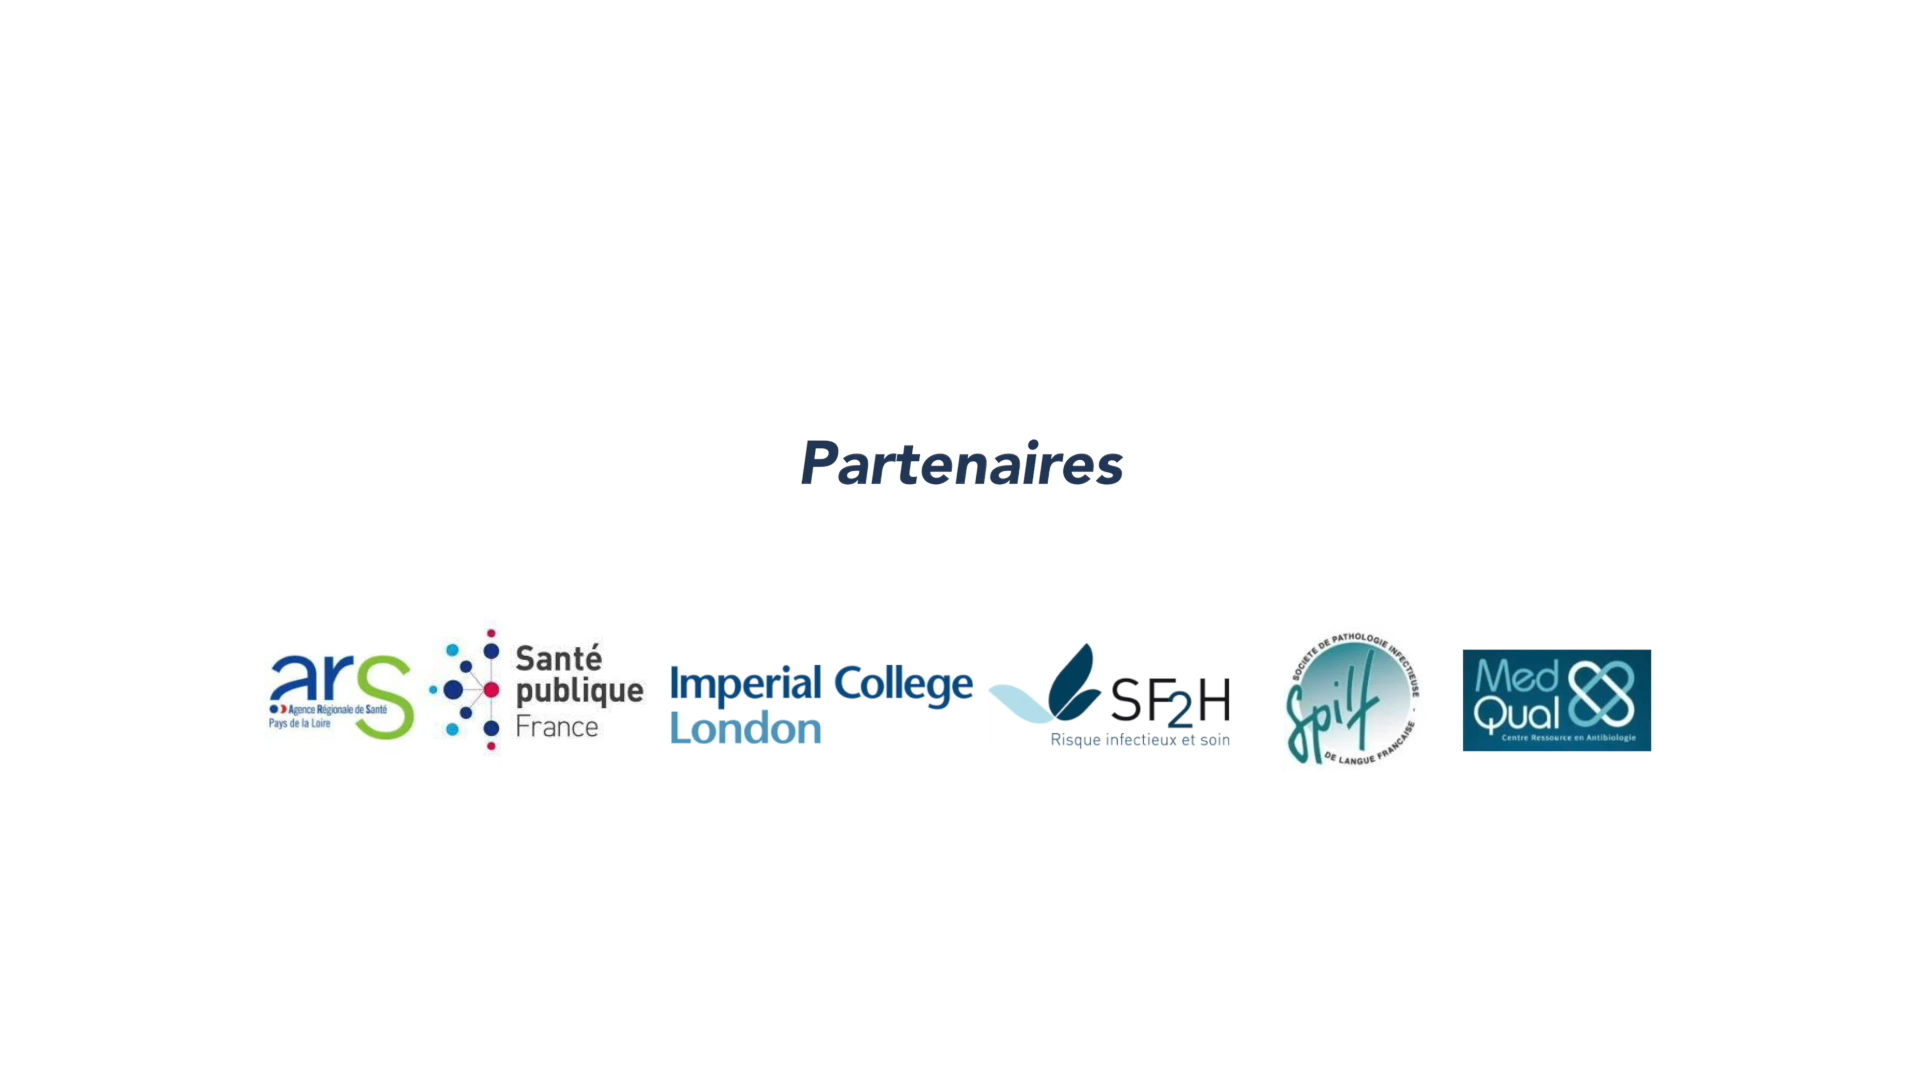 Partenaires
ars
Agence Régionale de Santé
Pays de la Loire
Santé
publique
France
Imperial College
London
SF2H
Risque infectieux et soin
SOCIETE DE PATHOLOGIE INFECTIEUSE
Spilf
DE LANGUE FRANÇAISE -
Med
Qual
Centre Ressource en Antibiologie